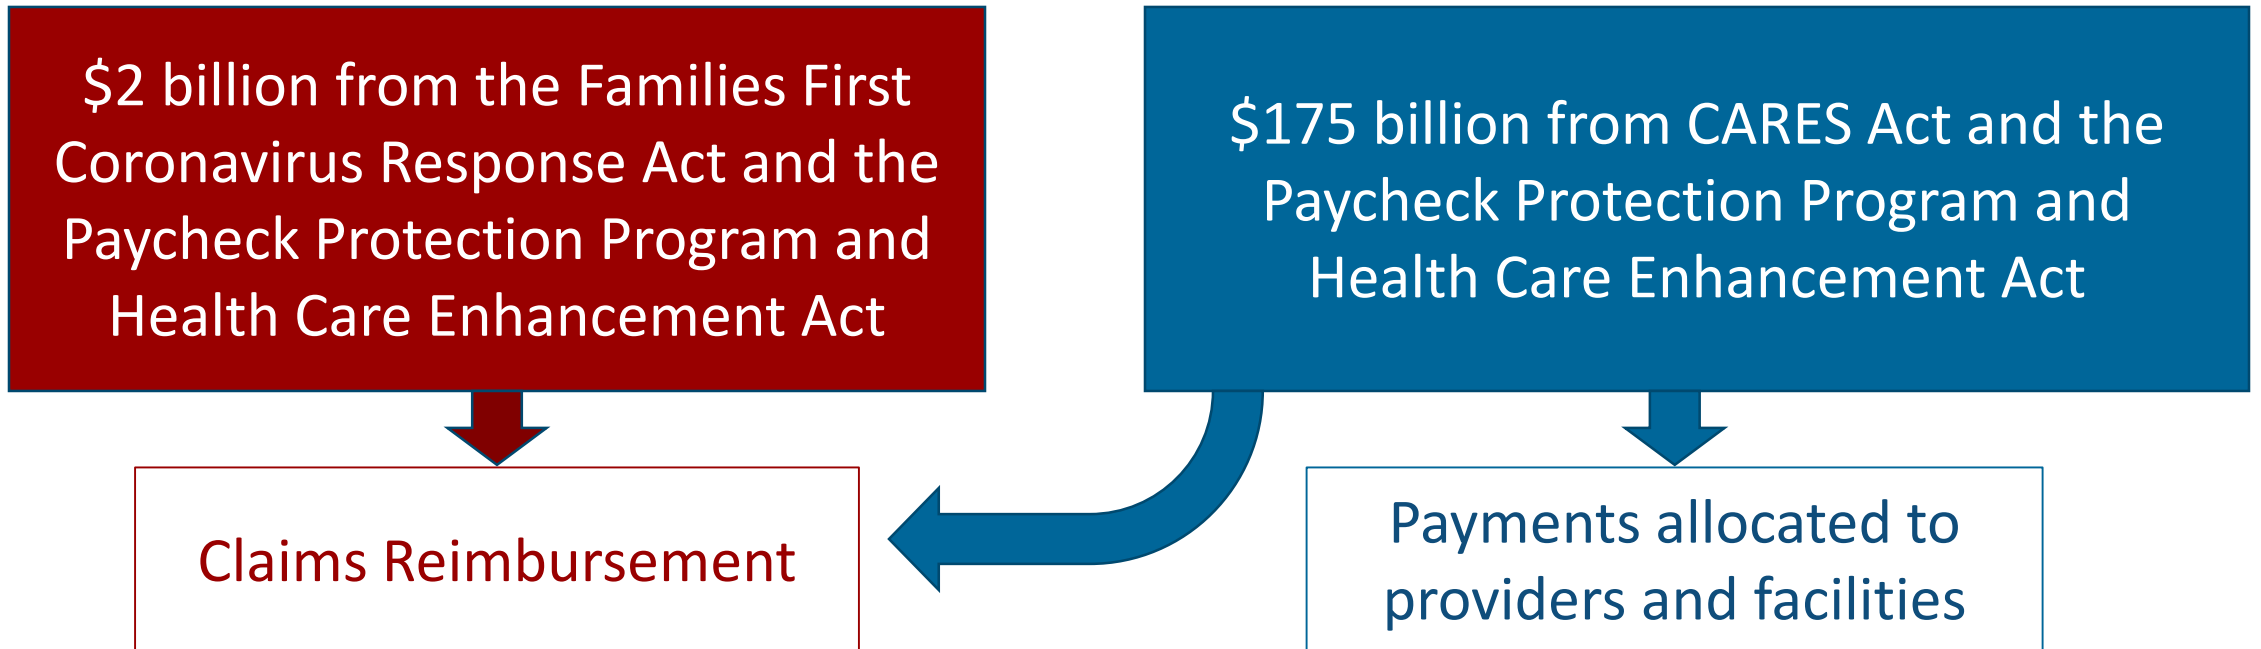 $2 billion from the Families First
Coronavirus Response Act and the
Paycheck Protection Program and
Health Care Enhancement Act
$175 billion from CARES Act and the
Paycheck Protection Program and
Health Care Enhancement Act
Claims Reimbursement
Payments allocated to
providers and facilities